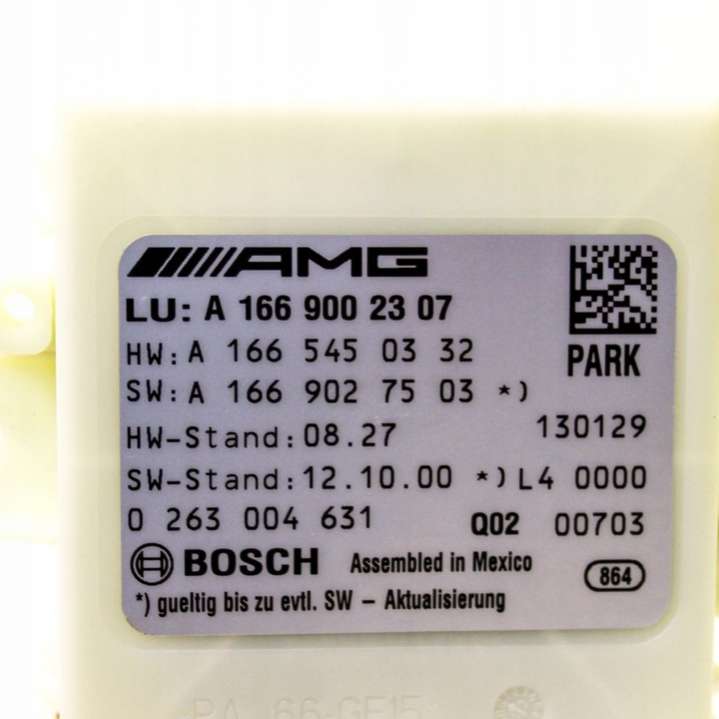 AMG
LU: A 166 900 23 07
HW: A 166 545 03 32
PARK
SW: A 166 902 75 03 *)
HW-Stand: 08.27
130129
SW-Stand: 12.10.00 *) L4 0000
0 263 004 631
Q02 00703
BOSCH Assembled in Mexico
864
*) gueltig bis zu evtl. SW - Aktualisierung